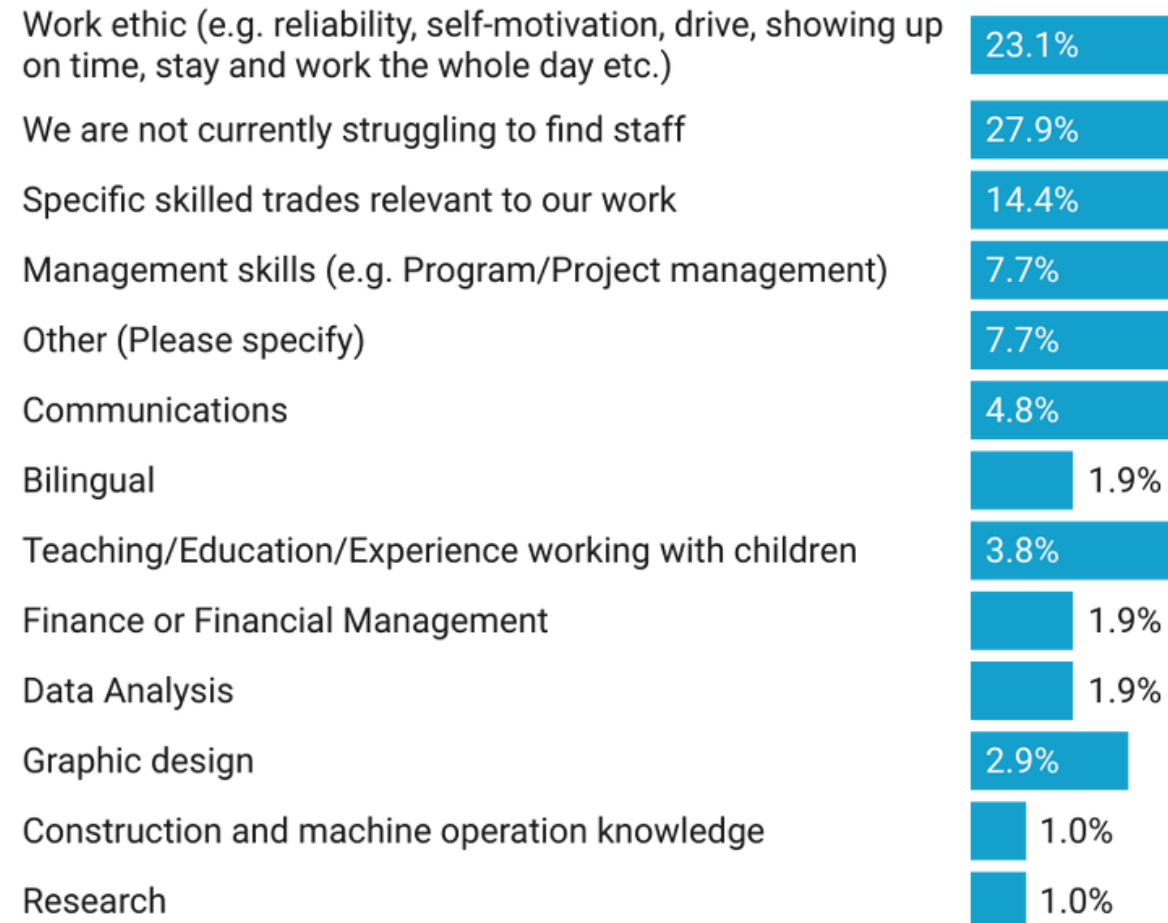 Work ethic (e.g. reliability, self-motivation, drive, showing up
on time, stay and work the whole day etc.)
23.1%
We are not currently struggling to find staff
27.9%
Specific skilled trades relevant to our work
14.4%
Management skills (e.g. Program/Project management)
7.7%
Other (Please specify)
7.7%
Communications
4.8%
Bilingual
1.9%
Teaching/Education/Experience working with children
3.8%
Finance or Financial Management
1.9%
Data Analysis
1.9%
Graphic design
2.9%
Construction and machine operation knowledge
1.0%
Research
1.0%